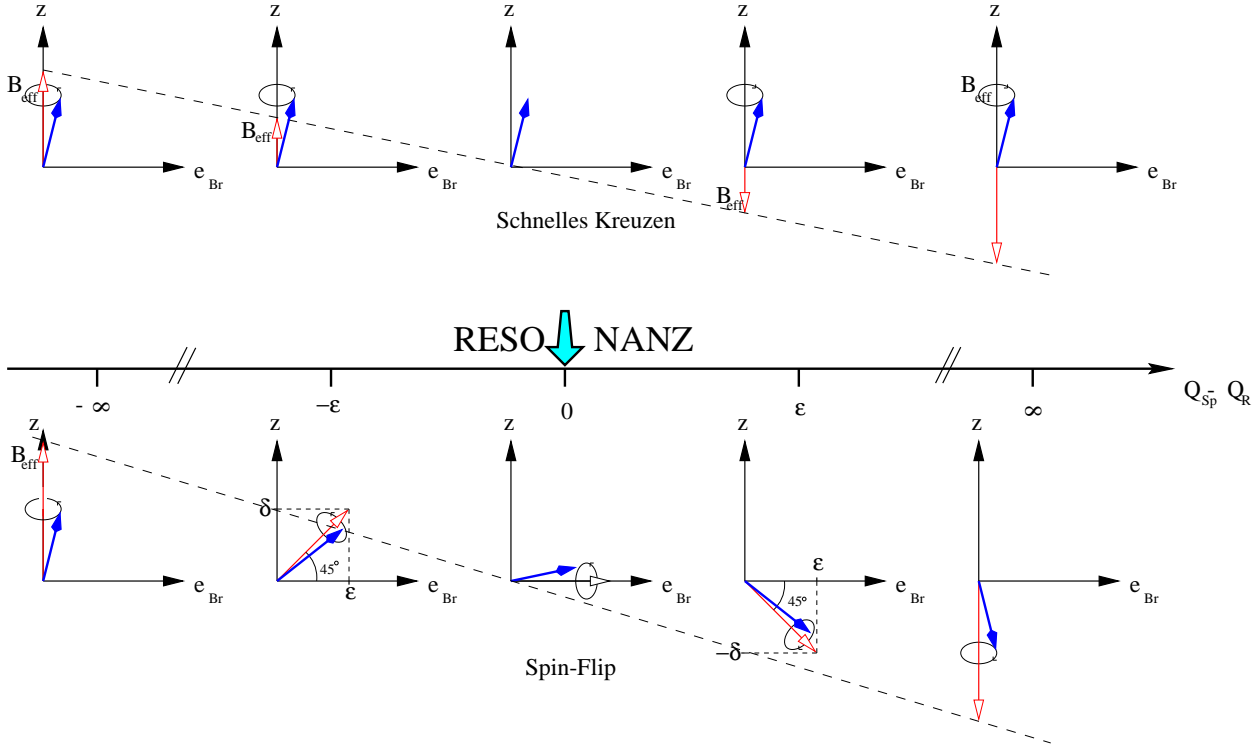 z z z z z
B eff B eff B eff B eff
e Br e Br e Br e Br e Br
Schnelles Kreuzen
RESO NANZ
- ∞ −ε 0 ε ∞ Q Sp - Q R
z z z z z
B eff
δ 45° ε ε 45° −δ
e Br e Br e Br e Br e Br
Spin-Flip